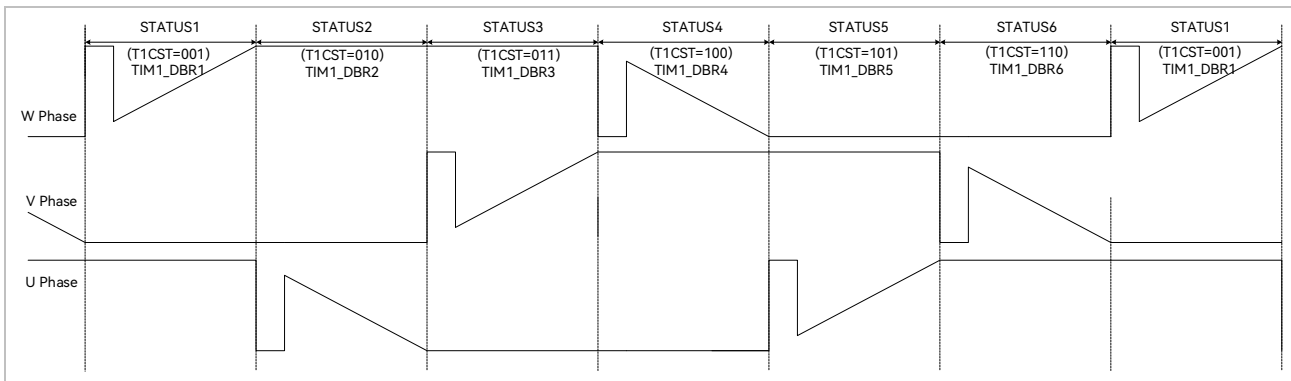 STATUS1 STATUS2 STATUS3 STATUS4 STATUS5 STATUS6 STATUS1
(T1CST=001) (T1CST=010) (T1CST=011) (T1CST=100) (T1CST=101) (T1CST=110) (T1CST=001)
TIM1_DBR1 TIM1_DBR2 TIM1_DBR3 TIM1_DBR4 TIM1_DBR5 TIM1_DBR6 TIM1_DBR1
W Phase
V Phase
U Phase